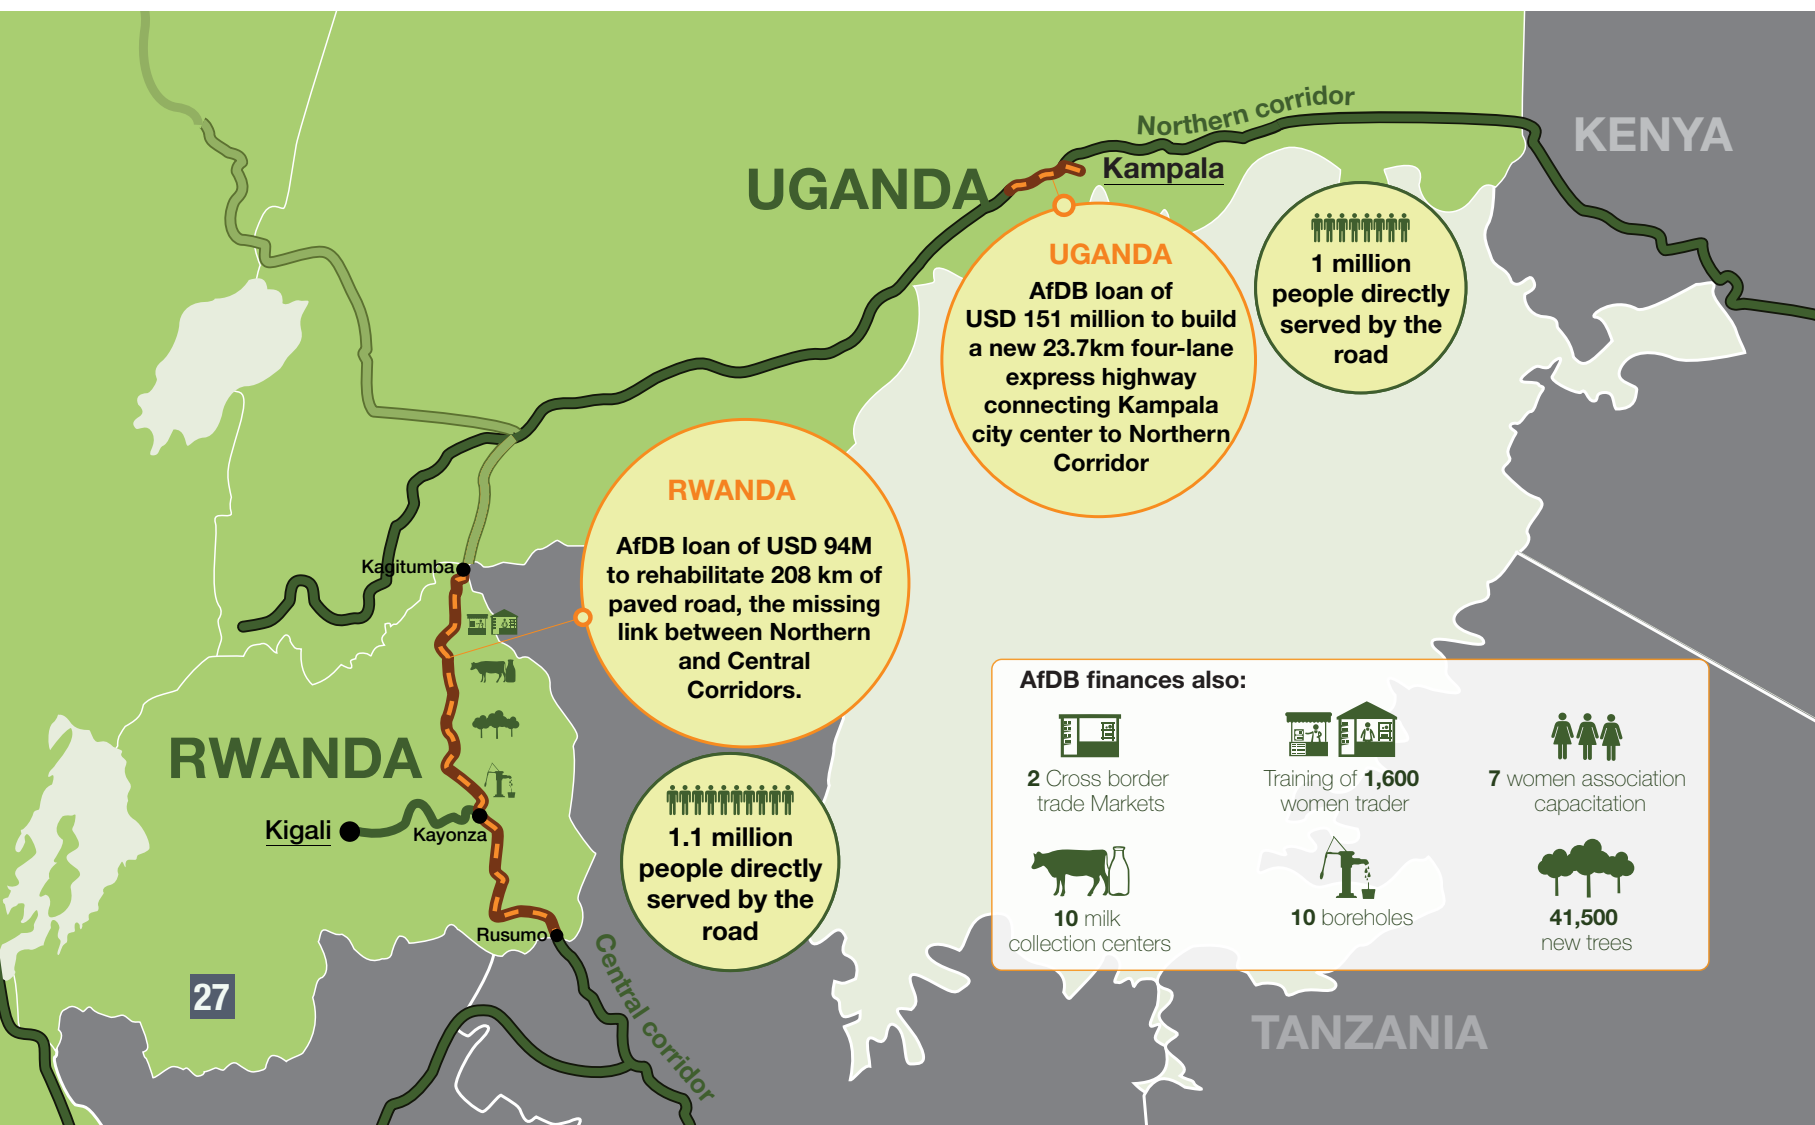 Northern corridor
KENYA
UGANDA
Kampala
UGANDA
AfDB loan of
USD 151 million to build
a new 23.7km four-lane
express highway
connecting Kampala
city center to Northern
Corridor
1 million
people directly
served by the
road
RWANDA
AfDB loan of USD 94M
to rehabilitate 208 km of
paved road, the missing
link between Northern
and Central
Corridors.
Kagitumba
RWANDA
Kigali
Kayonza
1.1 million
people directly
served by the
road
Rusumo
Central corridor
27
AfDB finances also:
2 Cross border
trade Markets
Training of 1,600
women trader
7 women association
capacitation
10 milk
collection centers
10 boreholes
41,500
new trees
TANZANIA